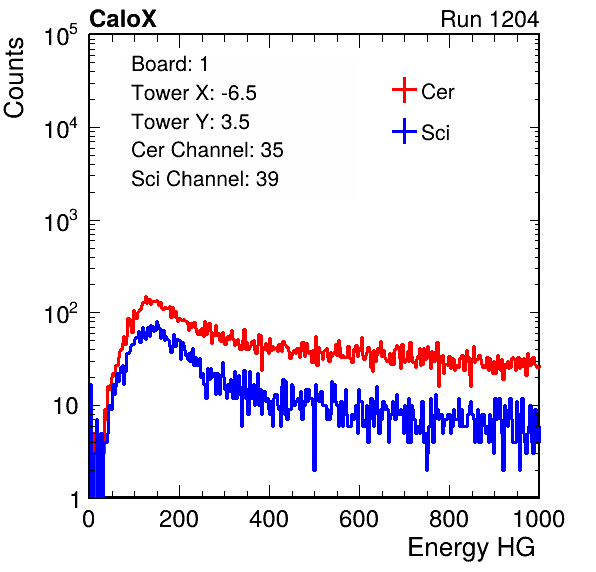 CaloX Run 1204
Counts
Board: 1
Tower X: -6.5
Tower Y: 3.5
Cer Channel: 35
Sci Channel: 39
Cer
Sci
10^5
10^4
10^3
10^2
10
1
0 200 400 600 800 1000
Energy HG